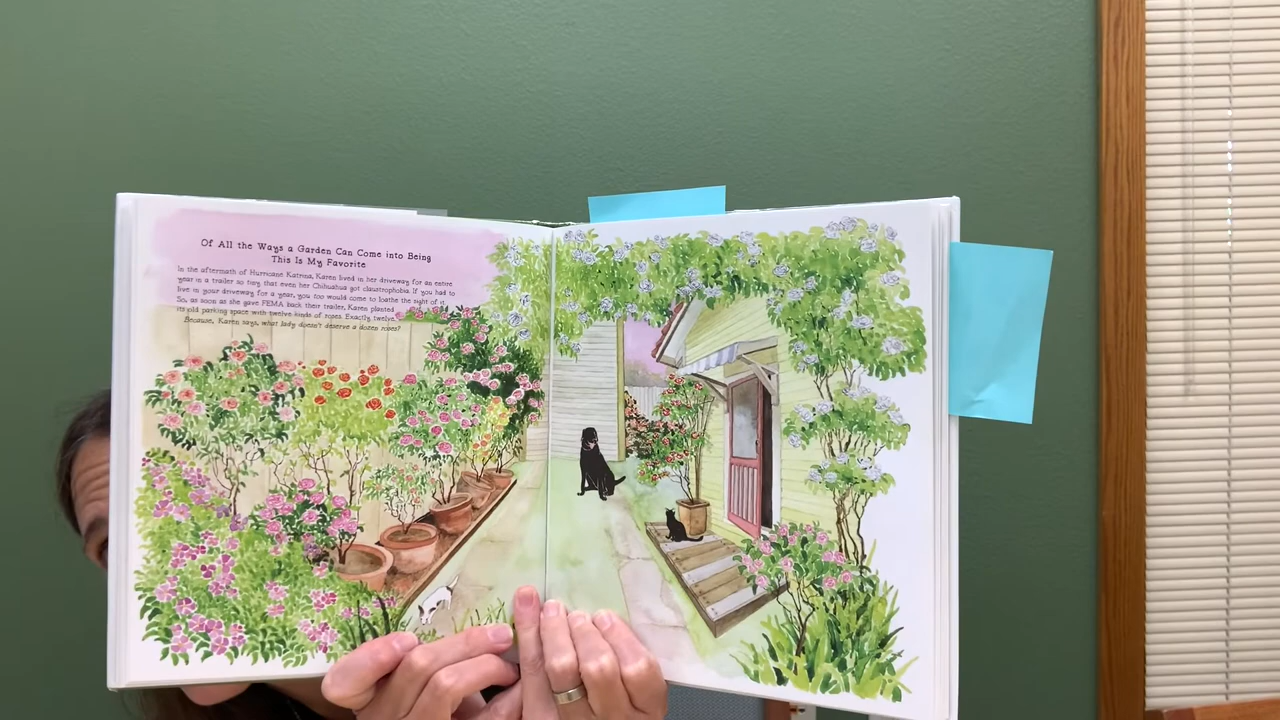 Of All the Ways a Garden Can Come into Being
This Is My Favorite
In the aftermath of Hurricane Katrina, Karen lived in her driveway for an entire
year in a trailer so tiny that even her Chihuahua got claustrophobia. If you had to
live in your driveway for a year, you too would come to loathe the sight of it.
So, as soon as she gave FEMA back their trailer, Karen planted
its old parking space with twelve kinds of roses. Exactly twelve.
Because, Karen says, what lady doesn't deserve a dozen roses?